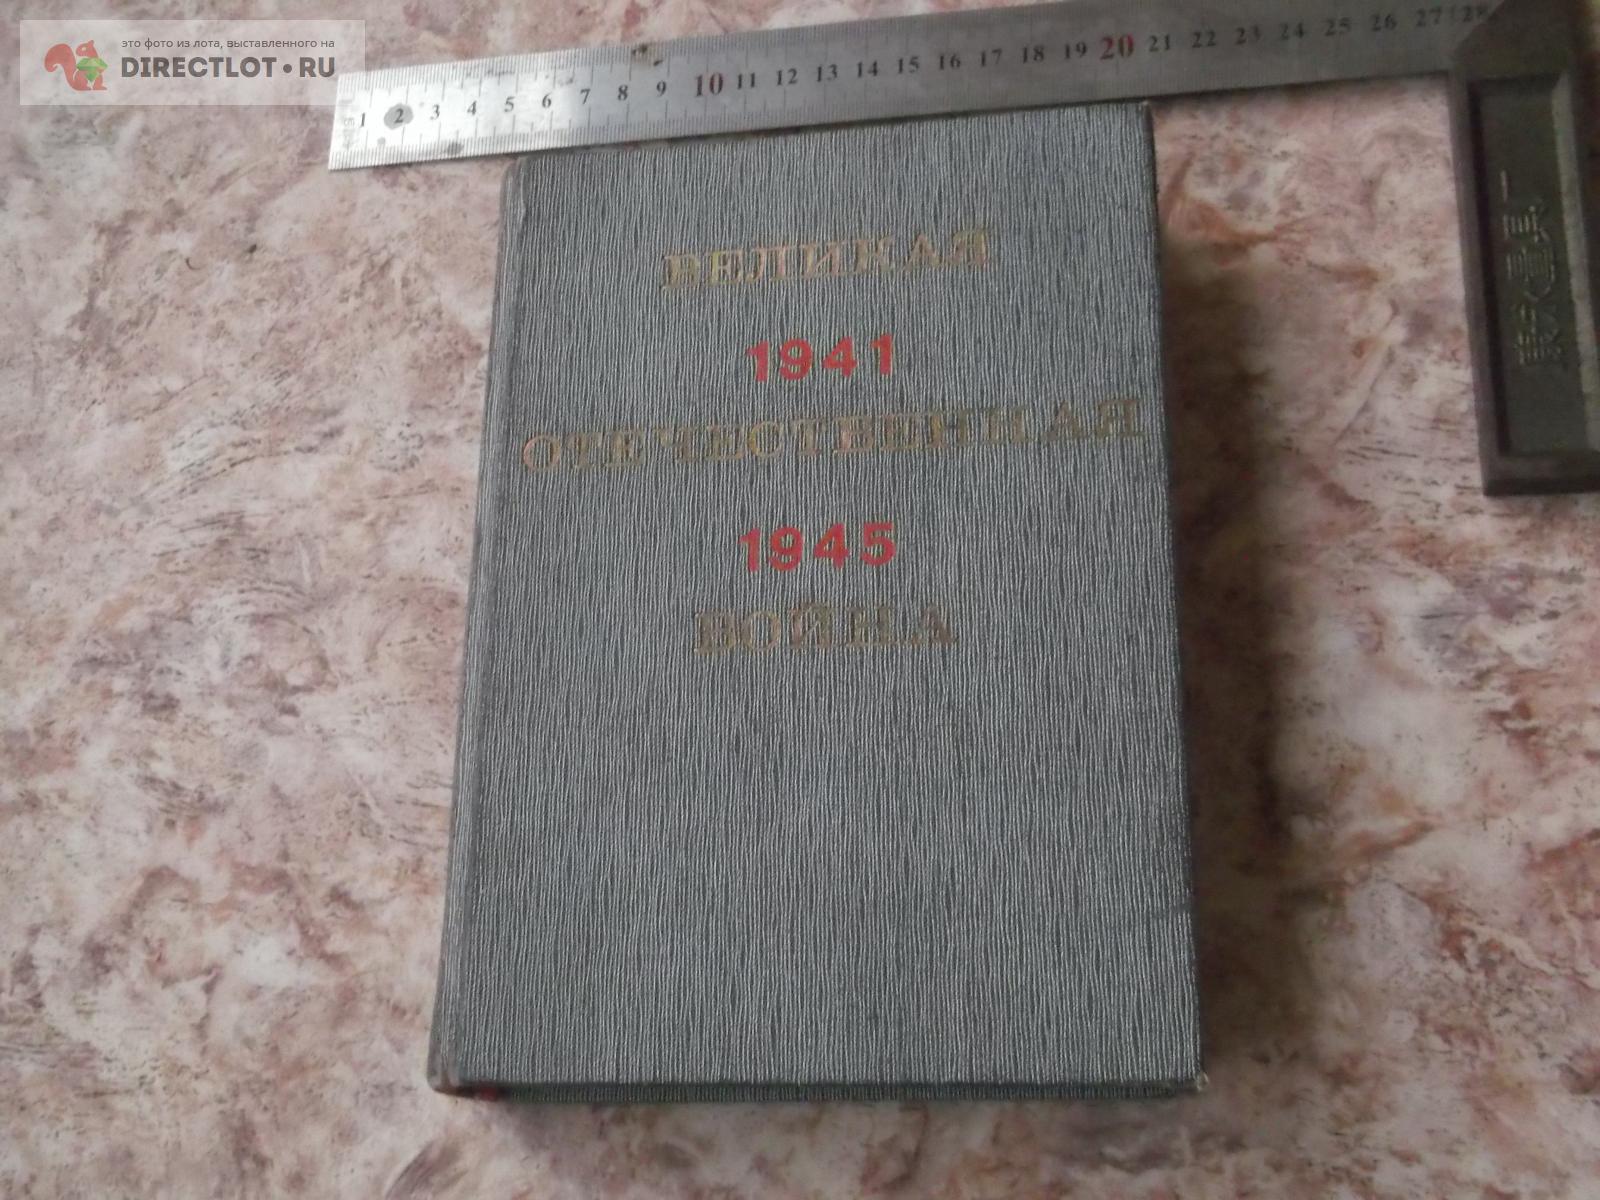 это фото из лота, выставленного на
DIRECTLOT.RU
1 2 3 4 5 6 7 8 9 10 11 12 13 14 15 16 17 18 19 20 21 22 23 24 25 26 27 28
ВЕЛИКАЯ
1941
ОТЕЧЕСТВЕННАЯ
1945
ВОЙНА